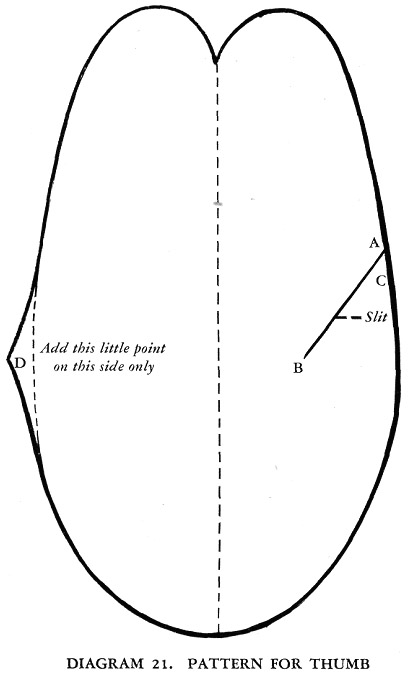 A
C
Slit
B
D
Add this little point
on this side only
DIAGRAM 21. PATTERN FOR THUMB